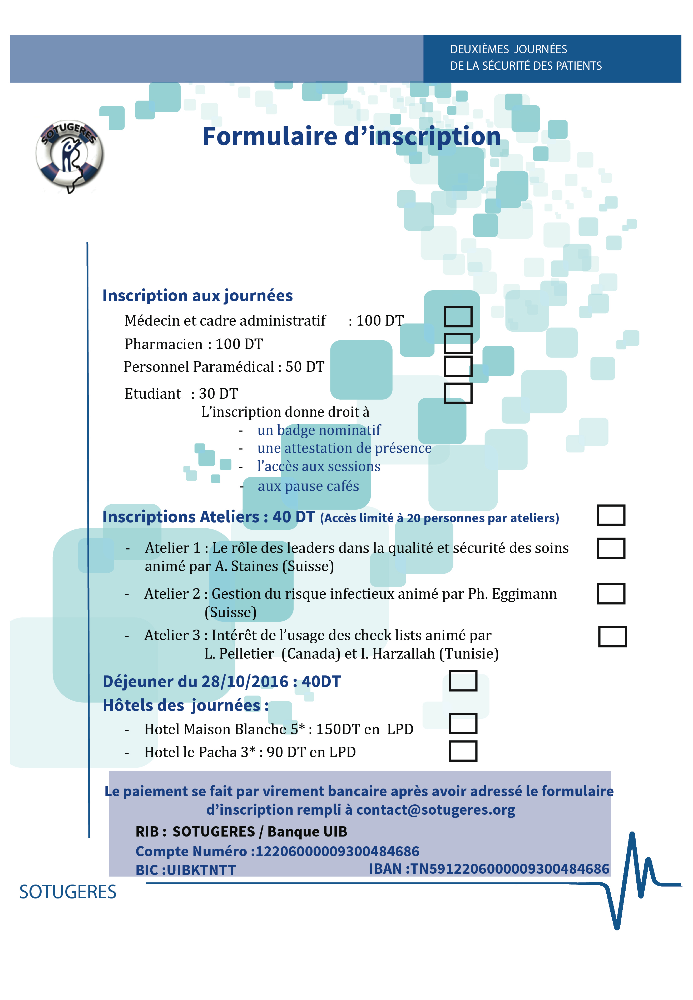 DEUXIÈMES JOURNÉES
DE LA SÉCURITÉ DES PATIENTS
SOTUGERES
Formulaire d’inscription
Inscription aux journées
Médecin et cadre administratif : 100 DT
Pharmacien : 100 DT
Personnel Paramédical : 50 DT
Etudiant : 30 DT
L’inscription donne droit à
- un badge nominatif
- une attestation de présence
- l’accès aux sessions
- aux pause cafés
Inscriptions Ateliers : 40 DT (Accès limité à 20 personnes par ateliers)
- Atelier 1 : Le rôle des leaders dans la qualité et sécurité des soins
animé par A. Staines (Suisse)
- Atelier 2 : Gestion du risque infectieux animé par Ph. Eggimann
(Suisse)
- Atelier 3 : Intérêt de l’usage des check lists animé par
L. Pelletier (Canada) et I. Harzallah (Tunisie)
Déjeuner du 28/10/2016 : 40DT
Hôtels des journées :
- Hotel Maison Blanche 5* : 150DT en LPD
- Hotel le Pacha 3* : 90 DT en LPD
Le paiement se fait par virement bancaire après avoir adressé le formulaire
d’inscription rempli à contact@sotugeres.org
RIB : SOTUGERES / Banque UIB
Compte Numéro :12206000009300484686
BIC :UIBKTNTT IBAN :TN5912206000009300484686
SOTUGERES